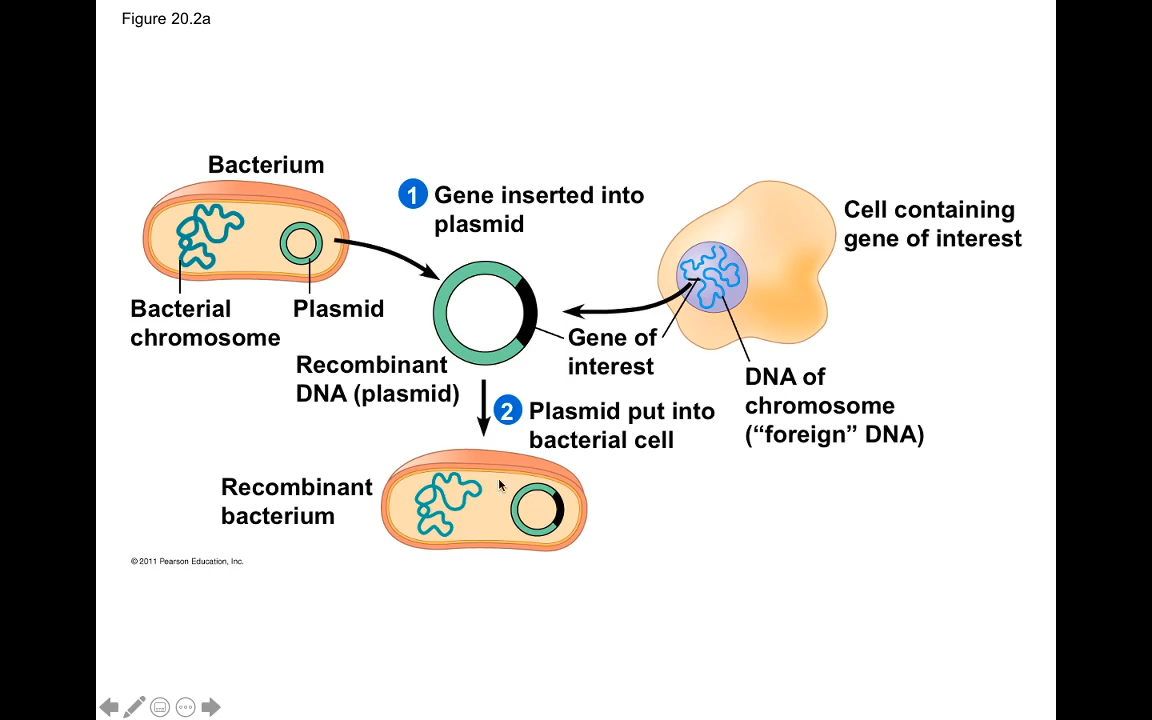 Figure 20.2a
Bacterium
1 Gene inserted into
plasmid
Cell containing
gene of interest
Bacterial
chromosome
Plasmid
Recombinant
DNA (plasmid)
Gene of
interest
DNA of
chromosome
(“foreign” DNA)
2 Plasmid put into
bacterial cell
Recombinant
bacterium
© 2011 Pearson Education, Inc.